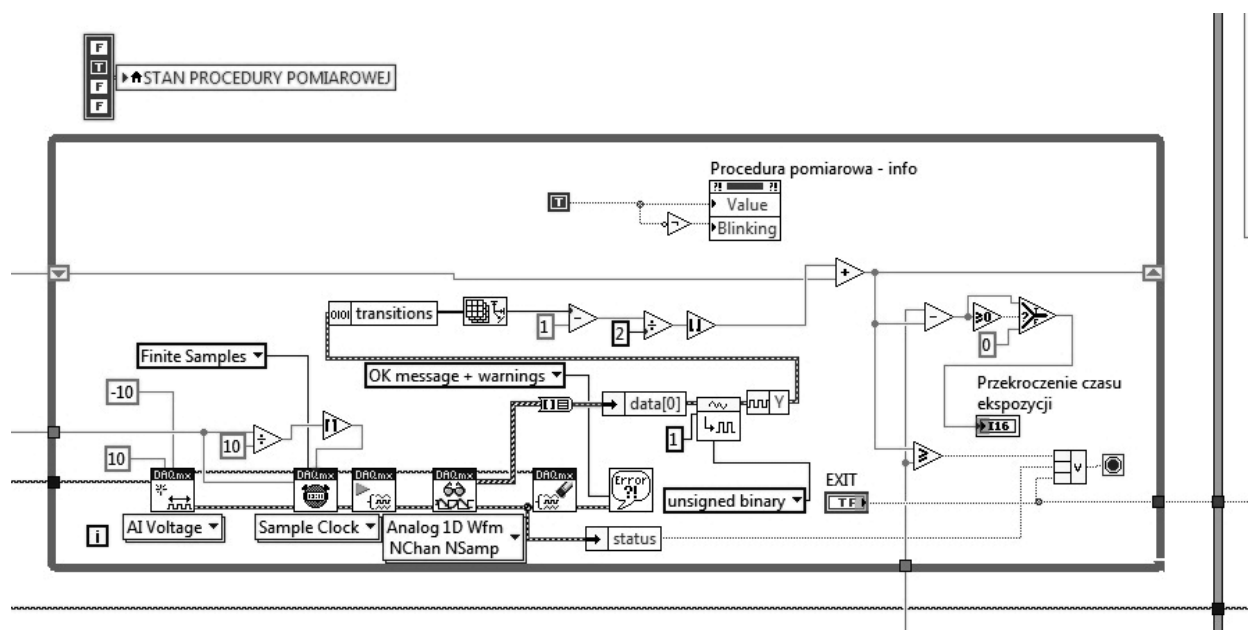 F
T
F
F
STAN PROCEDURY POMIAROWEJ
Procedura pomiarowa - info
T
Value
Blinking
transitions
1
2
Finite Samples
OK message + warnings
-10
10
10
data[0]
Y
1
≥0
?
F
0
Przekroczenie czasu
ekspozycji
I16
DAQmx
DAQmx
DAQmx
DAQmx
DAQmx
Error
?!
unsigned binary
EXIT
TF
i
AI Voltage
Sample Clock
Analog 1D Wfm
NChan NSamp
status